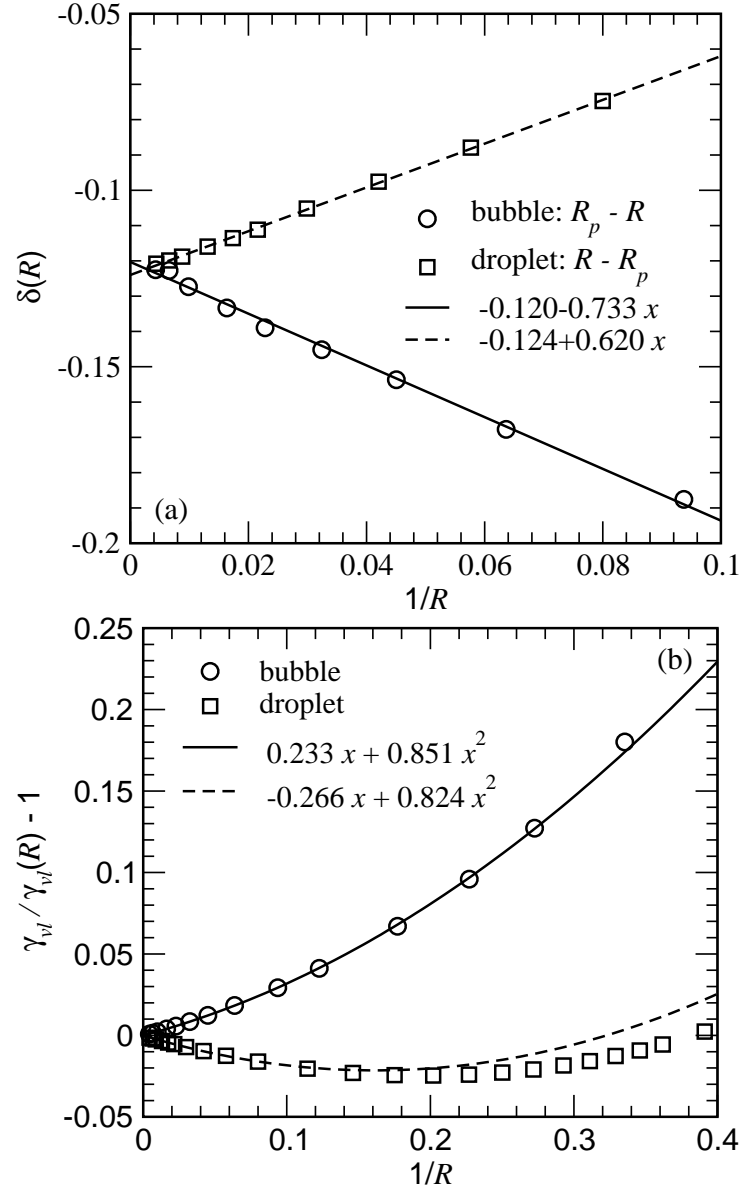 -0.05
-0.1
-0.15
-0.2
δ(R)
bubble: R_p - R
droplet: R - R_p
-0.120-0.733 x
-0.124+0.620 x
(a)
0 0.02 0.04 0.06 0.08 0.1
1/R
0.25
0.2
0.15
0.1
0.05
0
-0.05
γ_vl / γ_vl(R) - 1
(b)
bubble
droplet
0.233 x + 0.851 x²
-0.266 x + 0.824 x²
0 0.1 0.2 0.3 0.4
1/R